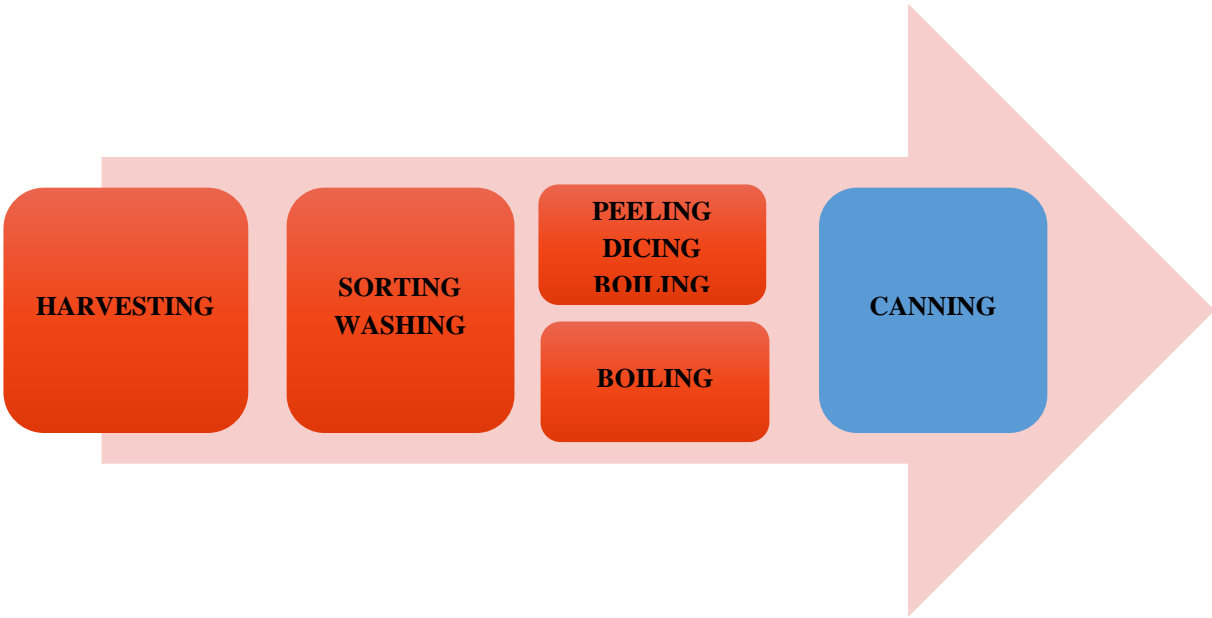 HARVESTING
SORTING
WASHING
PEELING
DICING
BOILING
BOILING
CANNING